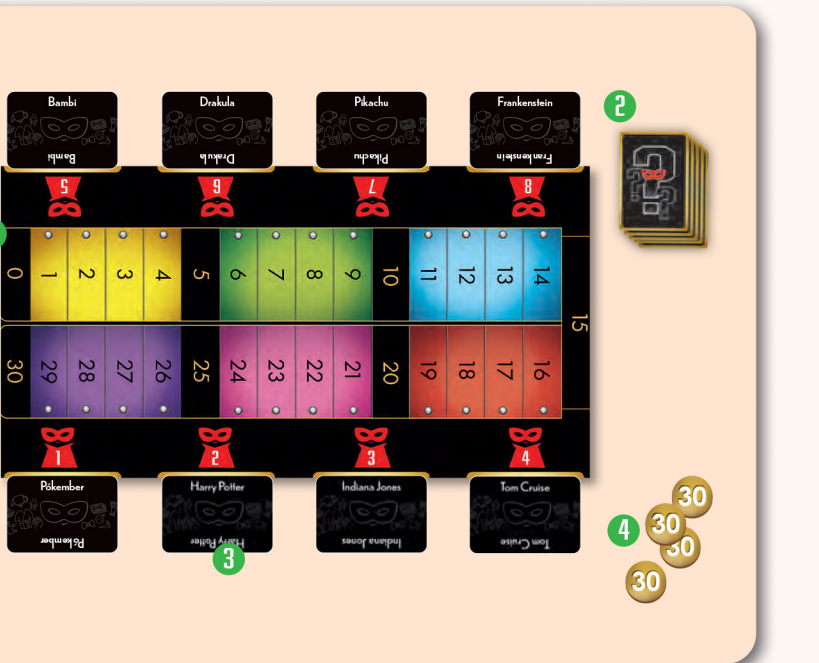 Bambi Drakula Pikachu Frankenstein 2
Bambi Drakula Pikachu Frankenstein
5 6 7 8
0 1 2 3 4 5 6 7 8 9 10 11 12 13 14
15
30 29 28 27 26 25 24 23 22 21 20 19 18 17 16
1 2 3 4
Pókember Harry Potter Indiana Jones Tom Cruise
Pókember Harry Potter Indiana Jones Tom Cruise
3
4
30
30
30
30